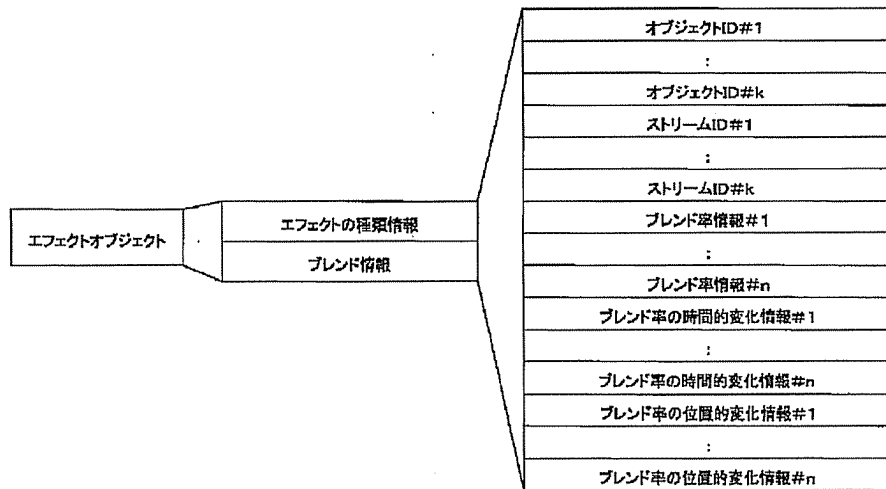 エフェクトオブジェクト
エフェクトの種類情報
ブレンド情報
オブジェクトID#1
:
オブジェクトID#k
ストリームID#1
:
ストリームID#k
ブレンド率情報#1
:
ブレンド率情報#n
ブレンド率の時間的変化情報#1
:
ブレンド率の時間的変化情報#n
ブレンド率の位置的変化情報#1
:
ブレンド率の位置的変化情報#n